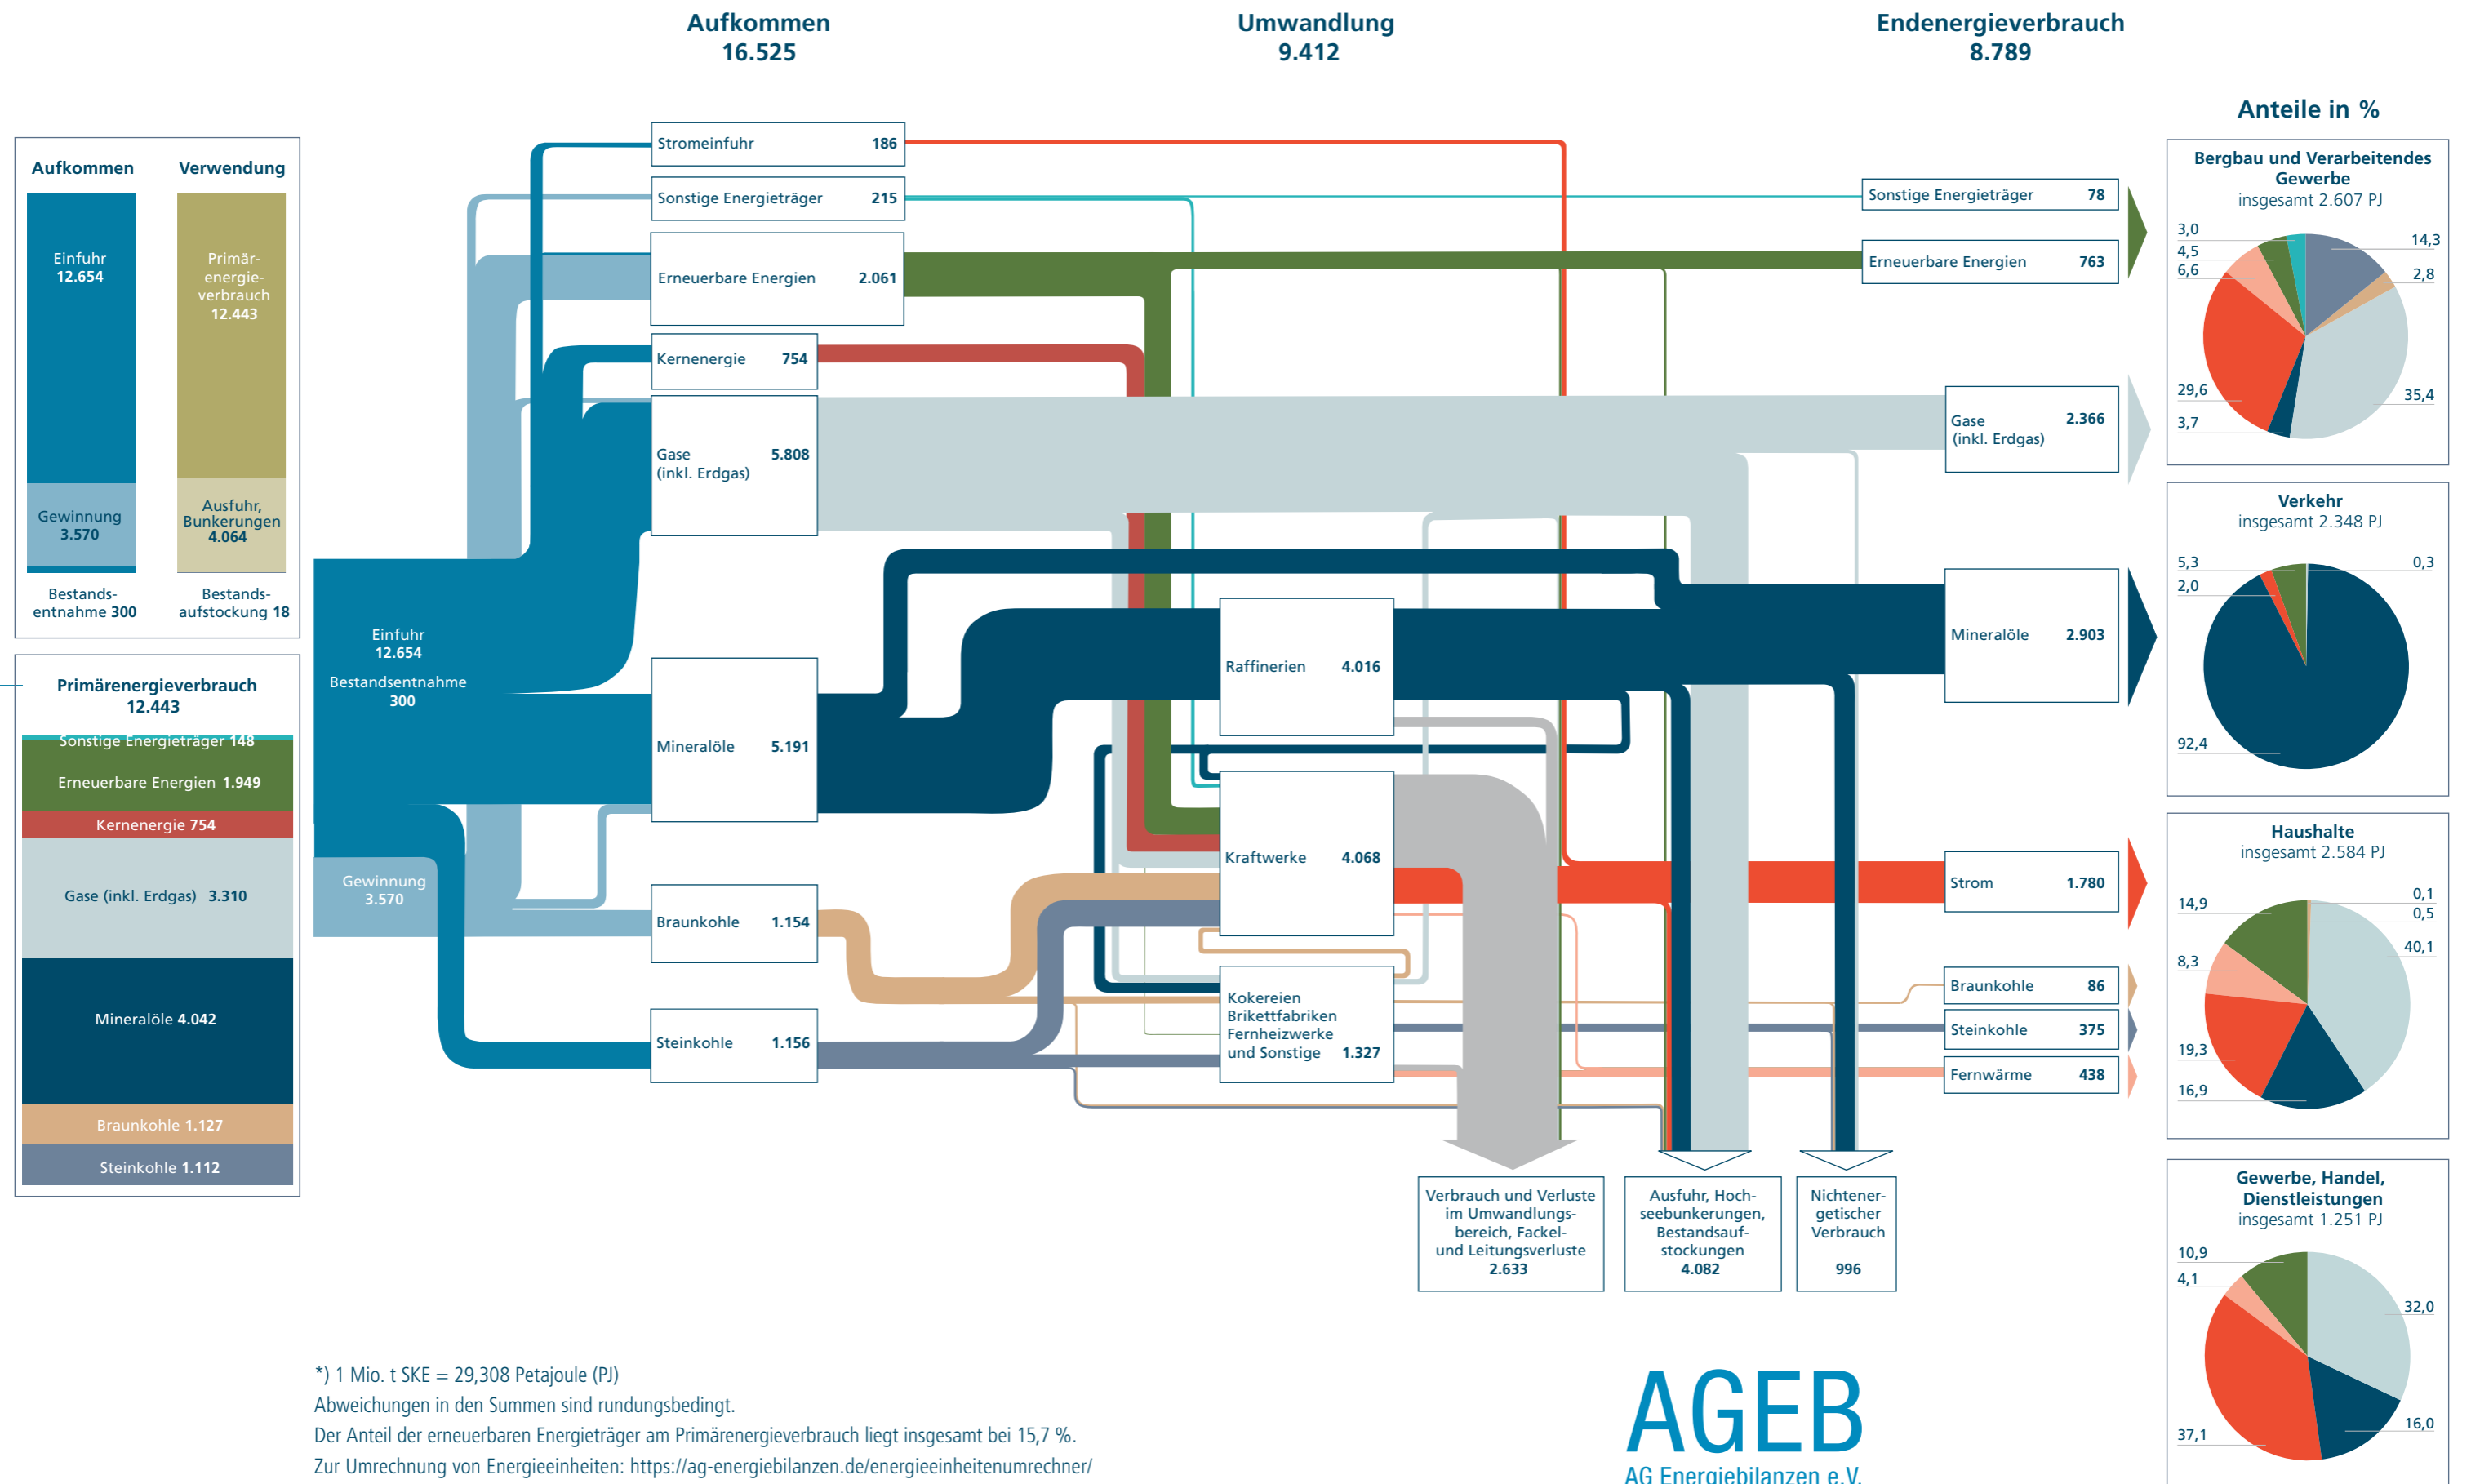 Aufkommen
16.525
Umwandlung
9.412
Endenergieverbrauch
8.789
Aufkommen
Verwendung
Einfuhr
12.654
Gewinnung
3.570
Bestands-
entnahme 300
Primär-
energie-
verbrauch
12.443
Ausfuhr,
Bunkerungen
4.064
Bestands-
aufstockung 18
Primärenergieverbrauch
12.443
Sonstige Energieträger 148
Erneuerbare Energien 1.949
Kernenergie 754
Gase (inkl. Erdgas) 3.310
Mineralöle 4.042
Braunkohle 1.127
Steinkohle 1.112
Einfuhr
12.654
Bestandsentnahme
300
Gewinnung
3.570
Stromeinfuhr 186
Sonstige Energieträger 215
Erneuerbare Energien 2.061
Kernenergie 754
Gase 5.808
(inkl. Erdgas)
Mineralöle 5.191
Braunkohle 1.154
Steinkohle 1.156
Raffinerien 4.016
Kraftwerke 4.068
Kokereien
Brikettfabriken
Fernheizwerke
und Sonstige 1.327
Sonstige Energieträger 78
Erneuerbare Energien 763
Gase 2.366
(inkl. Erdgas)
Mineralöle 2.903
Strom 1.780
Braunkohle 86
Steinkohle 375
Fernwärme 438
Verbrauch und Verluste
im Umwandlungs-
bereich, Fackel-
und Leitungsverluste
2.633
Ausfuhr, Hoch-
seebunkerungen,
Bestandsauf-
stockungen
4.082
Nichtener-
getischer
Verbrauch
996
Anteile in %
Bergbau und Verarbeitendes
Gewerbe
insgesamt 2.607 PJ
3,0
4,5
6,6
29,6
3,7
14,3
2,8
35,4
Verkehr
insgesamt 2.348 PJ
5,3
2,0
92,4
0,3
Haushalte
insgesamt 2.584 PJ
14,9
8,3
19,3
16,9
0,1
0,5
40,1
Gewerbe, Handel,
Dienstleistungen
insgesamt 1.251 PJ
10,9
4,1
37,1
32,0
16,0
*) 1 Mio. t SKE = 29,308 Petajoule (PJ)
Abweichungen in den Summen sind rundungsbedingt.
Der Anteil der erneuerbaren Energieträger am Primärenergieverbrauch liegt insgesamt bei 15,7 %.
Zur Umrechnung von Energieeinheiten: https://ag-energiebilanzen.de/energieeinheitenumrechner/
AGEB
AG Energiebilanzen e.V.